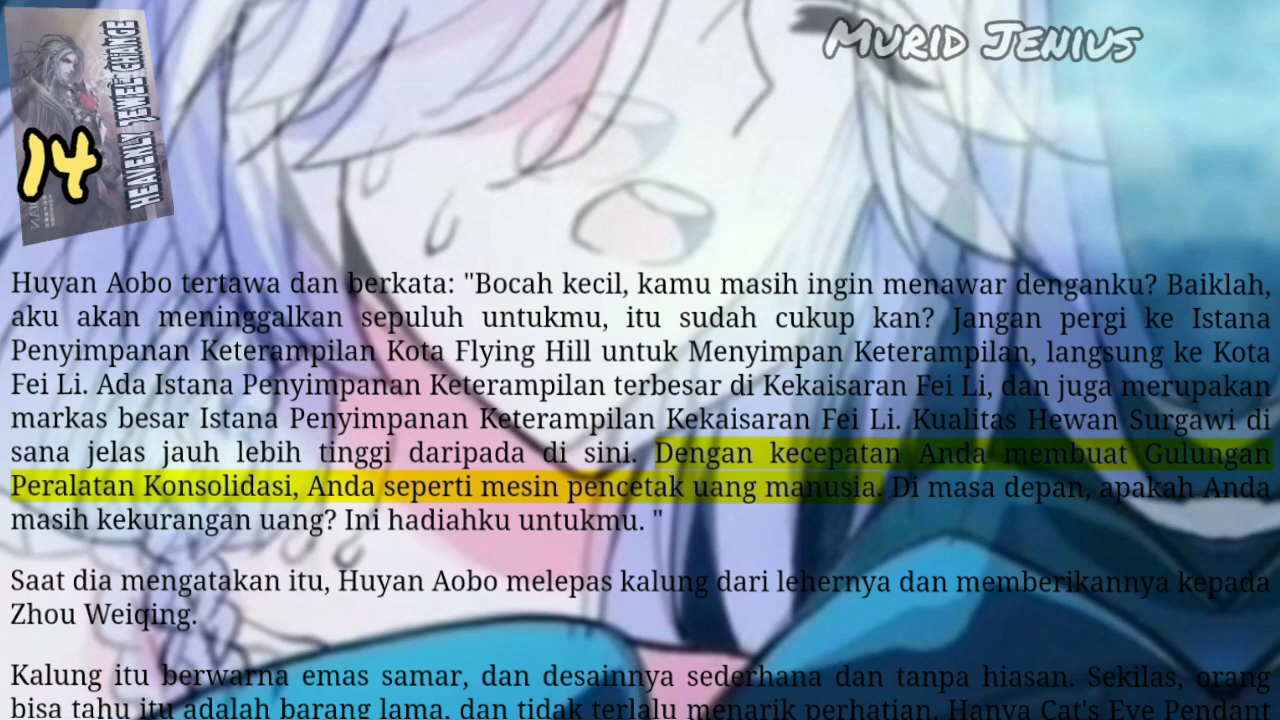 MURID JENIUS
HEAVENLY JEWEL CHANGE
14
Huyan Aobo tertawa dan berkata: "Bocah kecil, kamu masih ingin menawar denganku? Baiklah,
aku akan meninggalkan sepuluh untukmu, itu sudah cukup kan? Jangan pergi ke Istana
Penyimpanan Keterampilan Kota Flying Hill untuk Menyimpan Keterampilan, langsung ke Kota
Fei Li. Ada Istana Penyimpanan Keterampilan terbesar di Kekaisaran Fei Li, dan juga merupakan
markas besar Istana Penyimpanan Keterampilan Kekaisaran Fei Li. Kualitas Hewan Surgawi di
sana jelas jauh lebih tinggi daripada di sini. Dengan kecepatan Anda membuat Gulungan
Peralatan Konsolidasi, Anda seperti mesin pencetak uang manusia. Di masa depan, apakah Anda
masih kekurangan uang? Ini hadiahku untukmu. "
Saat dia mengatakan itu, Huyan Aobo melepas kalung dari lehernya dan memberikannya kepada
Zhou Weiqing.
Kalung itu berwarna emas samar, dan desainnya sederhana dan tanpa hiasan. Sekilas, orang
bisa tahu itu adalah barang lama, dan tidak terlalu menarik perhatian. Hanya Cat's Eye Pendant